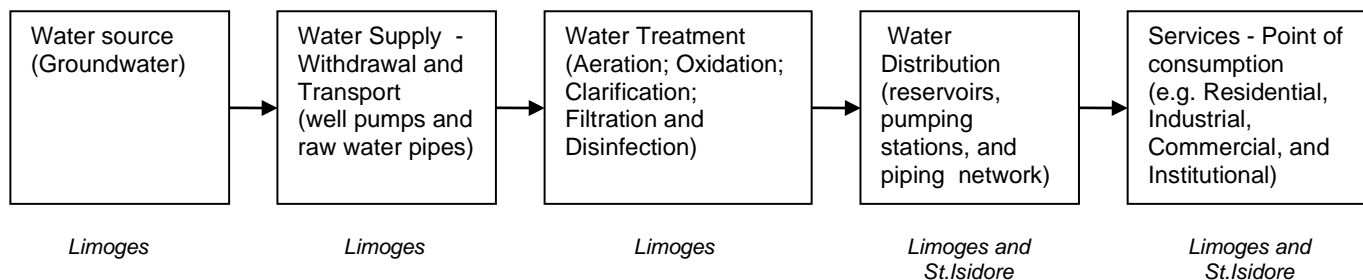 Water source
(Groundwater)
Water Supply -
Withdrawal and
Transport
(well pumps and
raw water pipes)
Water Treatment
(Aeration; Oxidation;
Clarification;
Filtration and
Disinfection)
Water
Distribution
(reservoirs,
pumping
stations, and
piping network)
Services - Point of
consumption
(e.g. Residential,
Industrial,
Commercial, and
Institutional)
Limoges
Limoges
Limoges
Limoges and
St.Isidore
Limoges and
St.Isidore